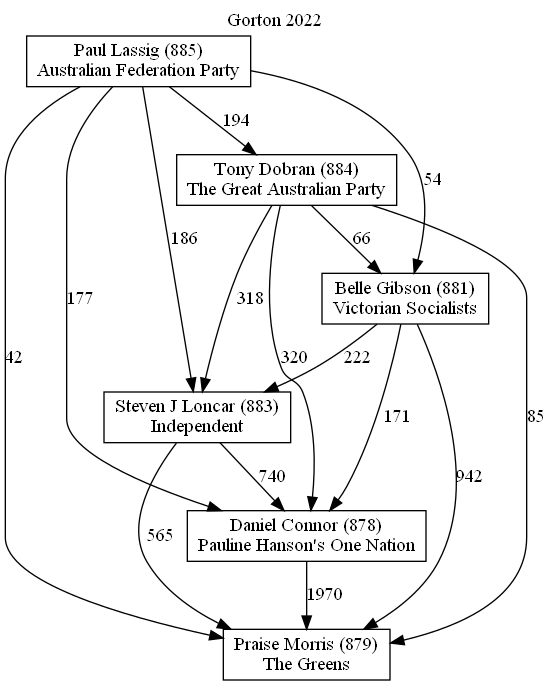 Gorton 2022
Paul Lassig (885)
Australian Federation Party
194
Tony Dobran (884)
The Great Australian Party
54
186
66
177
318
Belle Gibson (881)
Victorian Socialists
42
320
222
Steven J Loncar (883)
Independent
171
85
740
942
565
Daniel Connor (878)
Pauline Hanson's One Nation
1970
Praise Morris (879)
The Greens